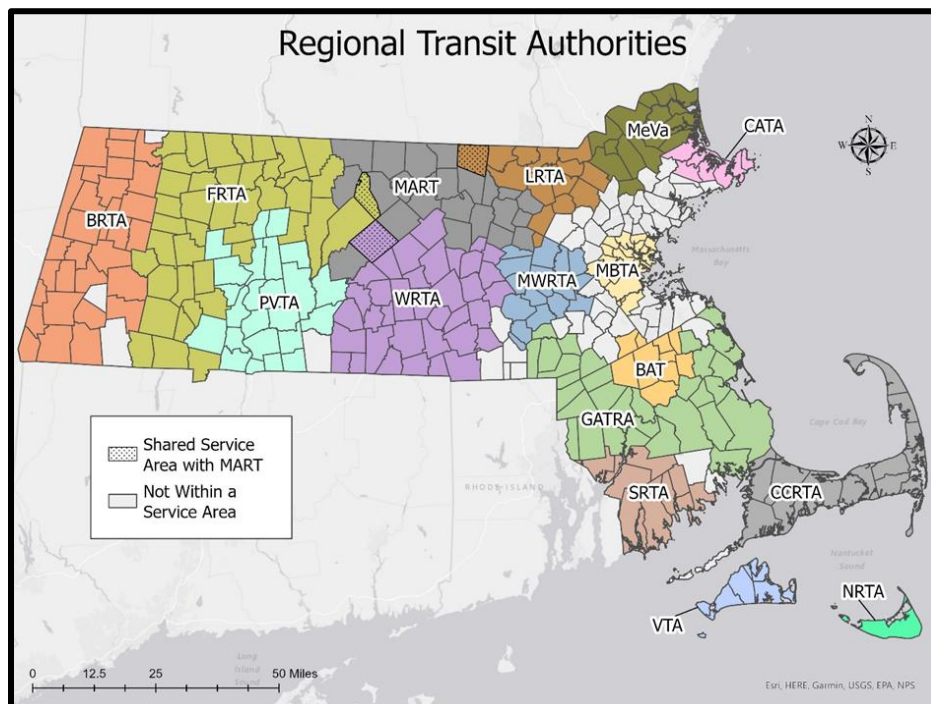 Regional Transit Authorities
MeVa
CATA
N
W E
S
LRTA
MART
FRTA
BRTA
Massachusetts
Bay
MBTA
MWRTA
WRTA
PVTA
BAT
GATRA
Cape Cod Bay
Shared Service
Area with MART
Not Within a
Service Area
RHODE ISLAND
SRTA
CCRTA
Nantucket
Sound
NRTA
VTA
Long
Island
Sound
0 12.5 25 50 Miles
Esri, HERE, Garmin, USGS, EPA, NPS